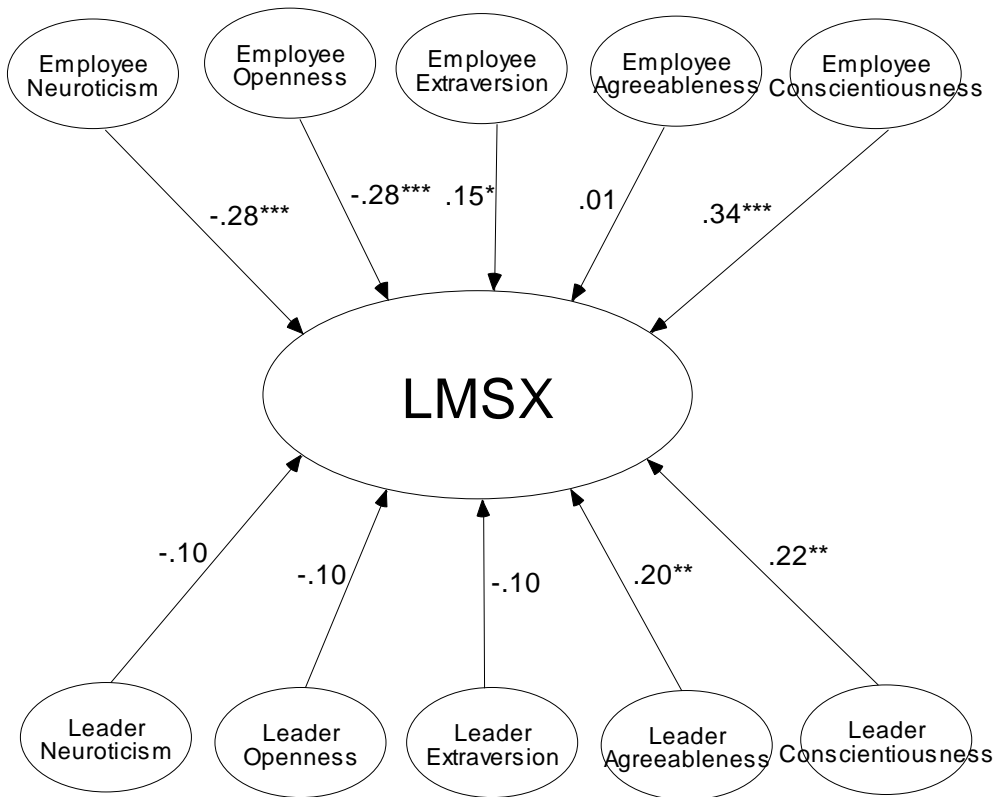 Employee
Neuroticism
Employee
Openness
Employee
Extraversion
Employee
Agreeableness
Employee
Conscientiousness
-.28***
-.28***
.15*
.01
.34***
LMSX
-.10
-.10
-.10
.20**
.22**
Leader
Neuroticism
Leader
Openness
Leader
Extraversion
Leader
Agreeableness
Leader
Conscientiousness